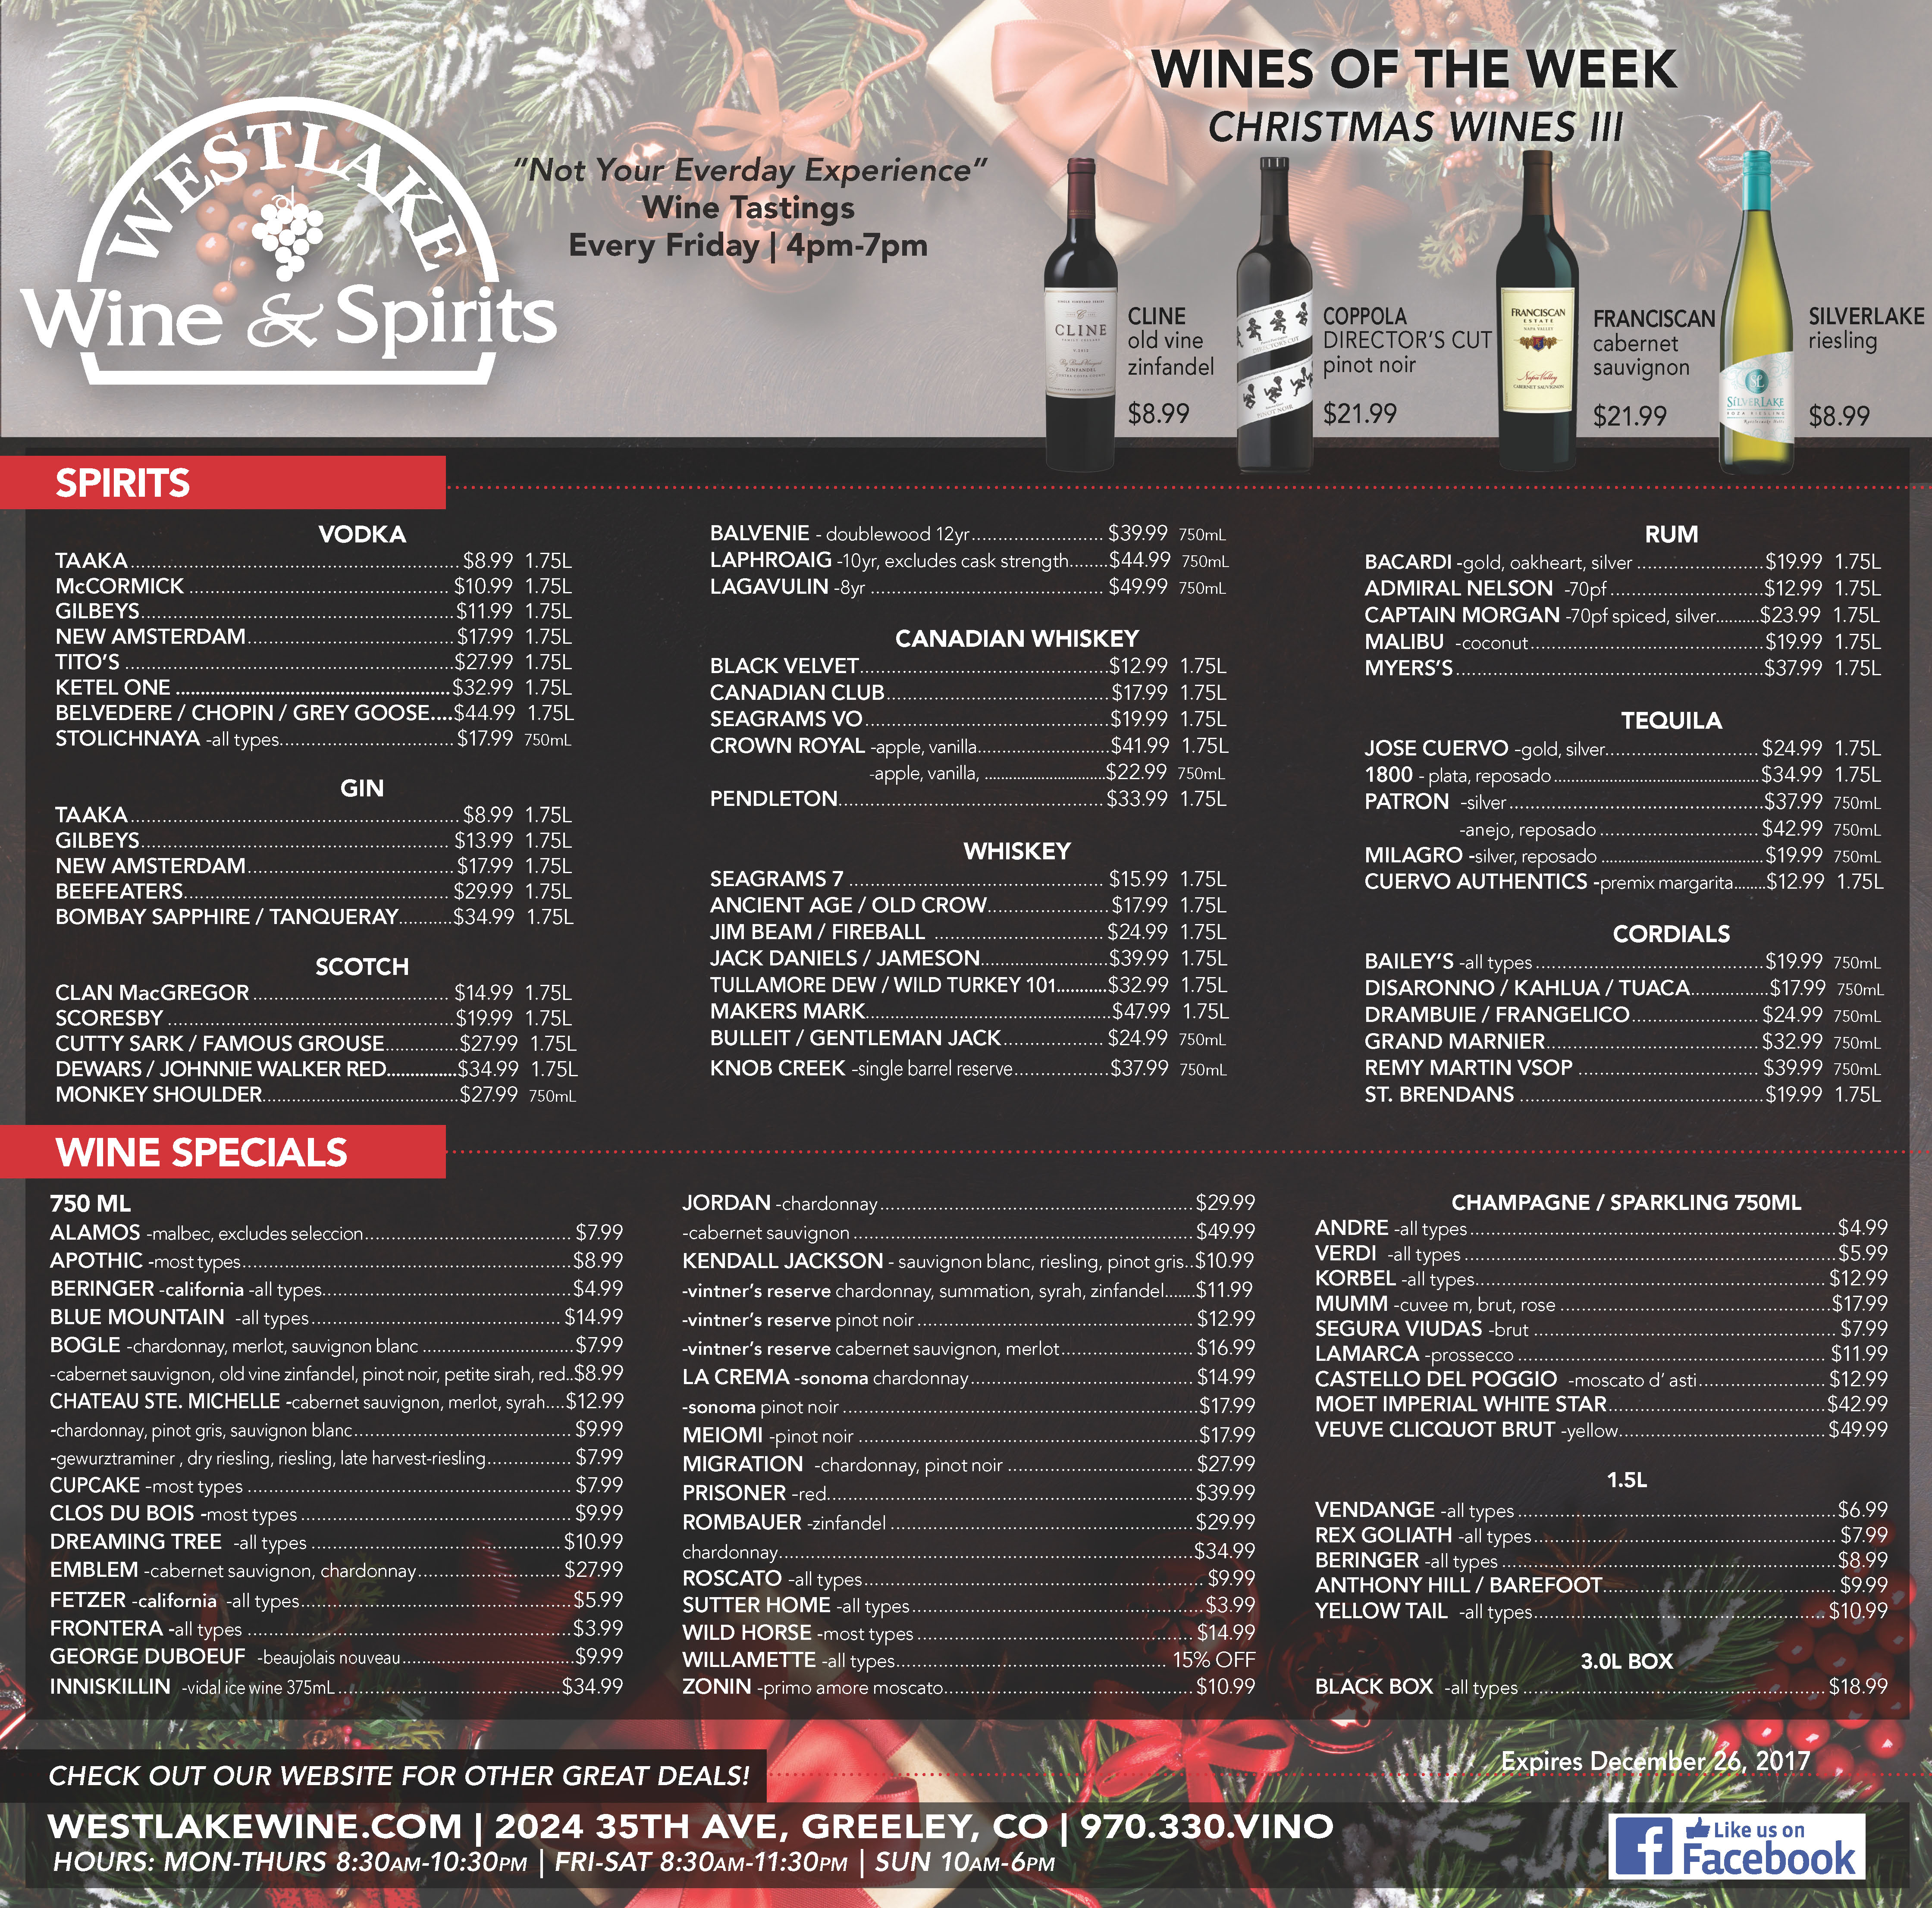 WESTLAKE
Wine & Spirits
"Not Your Everday Experience"
Wine Tastings
Every Friday | 4pm-7pm
WINES OF THE WEEK
CHRISTMAS WINES III
CLINE
ZINFANDEL
CLINE
old vine
zinfandel
$8.99
DIRECTOR'S CUT
PINOT NOIR
COPPOLA
DIRECTOR'S CUT
pinot noir
$21.99
FRANCISCAN
ESTATE
NAPA VALLEY
Napa Valley
CABERNET SAUVIGNON
FRANCISCAN
cabernet
sauvignon
$21.99
SL
SILVERLAKE
ROZA RIESLING
SILVERLAKE
riesling
$8.99
SPIRITS
VODKA
TAAKA $8.99 1.75L
McCORMICK $10.99 1.75L
GILBEYS $11.99 1.75L
NEW AMSTERDAM $17.99 1.75L
TITO'S $27.99 1.75L
KETEL ONE $32.99 1.75L
BELVEDERE / CHOPIN / GREY GOOSE $44.99 1.75L
STOLICHNAYA -all types $17.99 750mL
GIN
TAAKA $8.99 1.75L
GILBEYS $13.99 1.75L
NEW AMSTERDAM $17.99 1.75L
BEEFEATERS $29.99 1.75L
BOMBAY SAPPHIRE / TANQUERAY $34.99 1.75L
SCOTCH
CLAN MacGREGOR $14.99 1.75L
SCORESBY $19.99 1.75L
CUTTY SARK / FAMOUS GROUSE $27.99 1.75L
DEWARS / JOHNNIE WALKER RED $34.99 1.75L
MONKEY SHOULDER $27.99 750mL
BALVENIE - doublewood 12yr $39.99 750mL
LAPHROAIG -10yr, excludes cask strength $44.99 750mL
LAGAVULIN -8yr $49.99 750mL
CANADIAN WHISKEY
BLACK VELVET $12.99 1.75L
CANADIAN CLUB $17.99 1.75L
SEAGRAMS VO $19.99 1.75L
CROWN ROYAL -apple, vanilla $41.99 1.75L
-apple, vanilla, $22.99 750mL
PENDLETON $33.99 1.75L
WHISKEY
SEAGRAMS 7 $15.99 1.75L
ANCIENT AGE / OLD CROW $17.99 1.75L
JIM BEAM / FIREBALL $24.99 1.75L
JACK DANIELS / JAMESON $39.99 1.75L
TULLAMORE DEW / WILD TURKEY 101 $32.99 1.75L
MAKERS MARK $47.99 1.75L
BULLEIT / GENTLEMAN JACK $24.99 750mL
KNOB CREEK -single barrel reserve $37.99 750mL
RUM
BACARDI -gold, oakheart, silver $19.99 1.75L
ADMIRAL NELSON -70pf $12.99 1.75L
CAPTAIN MORGAN -70pf spiced, silver $23.99 1.75L
MALIBU -coconut $19.99 1.75L
MYERS'S $37.99 1.75L
TEQUILA
JOSE CUERVO -gold, silver $24.99 1.75L
1800 - plata, reposado $34.99 1.75L
PATRON -silver $37.99 750mL
-anejo, reposado $42.99 750mL
MILAGRO -silver, reposado $19.99 750mL
CUERVO AUTHENTICS -premix margarita $12.99 1.75L
CORDIALS
BAILEY'S -all types $19.99 750mL
DISARONNO / KAHLUA / TUACA $17.99 750mL
DRAMBUIE / FRANGELICO $24.99 750mL
GRAND MARNIER $32.99 750mL
REMY MARTIN VSOP $39.99 750mL
ST. BRENDANS $19.99 1.75L
WINE SPECIALS
750 ML
ALAMOS -malbec, excludes seleccion $7.99
APOTHIC -most types $8.99
BERINGER -california -all types $4.99
BLUE MOUNTAIN -all types $14.99
BOGLE -chardonnay, merlot, sauvignon blanc $7.99
-cabernet sauvignon, old vine zinfandel, pinot noir, petite sirah, red $8.99
CHATEAU STE. MICHELLE -cabernet sauvignon, merlot, syrah $12.99
-chardonnay, pinot gris, sauvignon blanc $9.99
-gewurztraminer , dry riesling, riesling, late harvest-riesling $7.99
CUPCAKE -most types $7.99
CLOS DU BOIS -most types $9.99
DREAMING TREE -all types $10.99
EMBLEM -cabernet sauvignon, chardonnay $27.99
FETZER -california -all types $5.99
FRONTERA -all types $3.99
GEORGE DUBOEUF -beaujolais nouveau $9.99
INNISKILLIN -vidal ice wine 375mL $34.99
JORDAN -chardonnay $29.99
-cabernet sauvignon $49.99
KENDALL JACKSON - sauvignon blanc, riesling, pinot gris $10.99
-vintner's reserve chardonnay, summation, syrah, zinfandel $11.99
-vintner's reserve pinot noir $12.99
-vintner's reserve cabernet sauvignon, merlot $16.99
LA CREMA -sonoma chardonnay $14.99
-sonoma pinot noir $17.99
MEIOMI -pinot noir $17.99
MIGRATION -chardonnay, pinot noir $27.99
PRISONER -red $39.99
ROMBAUER -zinfandel $29.99
chardonnay $34.99
ROSCATO -all types $9.99
SUTTER HOME -all types $3.99
WILD HORSE -most types $14.99
WILLAMETTE -all types 15% OFF
ZONIN -primo amore moscato $10.99
CHAMPAGNE / SPARKLING 750ML
ANDRE -all types $4.99
VERDI -all types $5.99
KORBEL -all types $12.99
MUMM -cuvee m, brut, rose $17.99
SEGURA VIUDAS -brut $7.99
LAMARCA -prossecco $11.99
CASTELLO DEL POGGIO -moscato d' asti $12.99
MOET IMPERIAL WHITE STAR $42.99
VEUVE CLICQUOT BRUT -yellow $49.99
1.5L
VENDANGE -all types $6.99
REX GOLIATH -all types $7.99
BERINGER -all types $8.99
ANTHONY HILL / BAREFOOT $9.99
YELLOW TAIL -all types $10.99
3.0L BOX
BLACK BOX -all types $18.99
CHECK OUT OUR WEBSITE FOR OTHER GREAT DEALS!
Expires December 26, 2017
WESTLAKEWINE.COM | 2024 35TH AVE, GREELEY, CO | 970.330.VINO
HOURS: MON-THURS 8:30AM-10:30PM | FRI-SAT 8:30AM-11:30PM | SUN 10AM-6PM
Like us on
Facebook